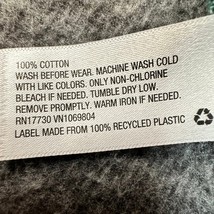 100% COTTON
WASH BEFORE WEAR. MACHINE WASH COLD
WITH LIKE COLORS. ONLY NON-CHLORINE
BLEACH IF NEEDED. TUMBLE DRY LOW.
REMOVE PROMPTLY. WARM IRON IF NEEDED.
RN17730 VN1069804
LABEL MADE FROM 100% RECYCLED PLASTIC